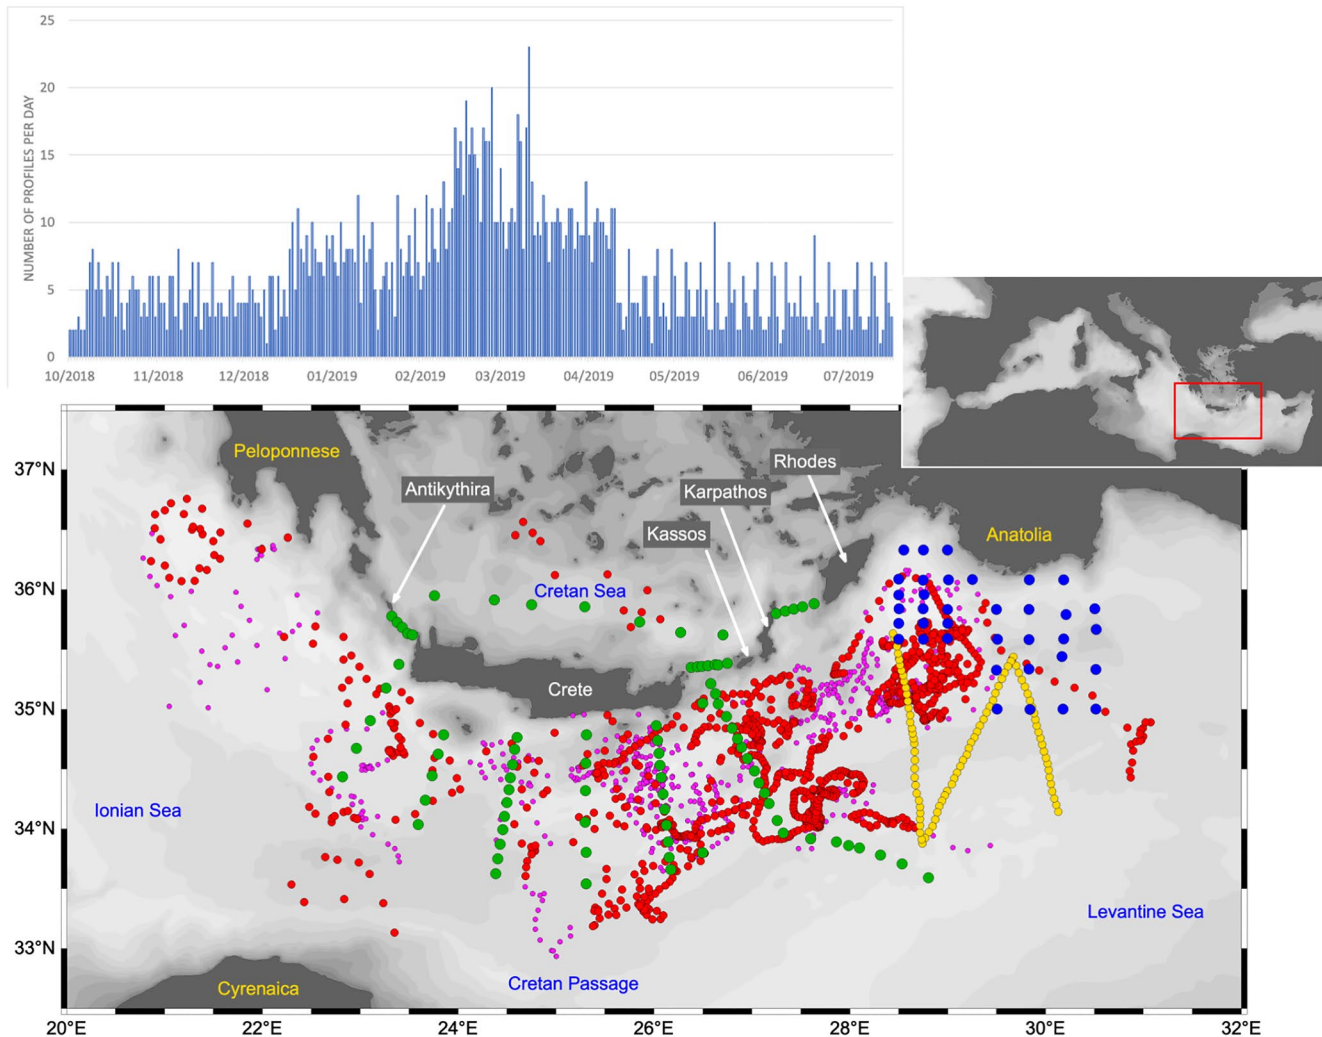 25
20
15
10
5
0
NUMBER OF PROFILES PER DAY
10/2018 11/2018 12/2018 01/2019 02/2019 03/2019 04/2019 05/2019 06/2019 07/2019
Peloponnese
Rhodes
37°N
Antikythira
Karpathos
Kassos
Anatolia
36°N
Cretan Sea
Crete
35°N
Ionian Sea
34°N
Levantine Sea
33°N
Cretan Passage
Cyrenaica
20°E 22°E 24°E 26°E 28°E 30°E 32°E